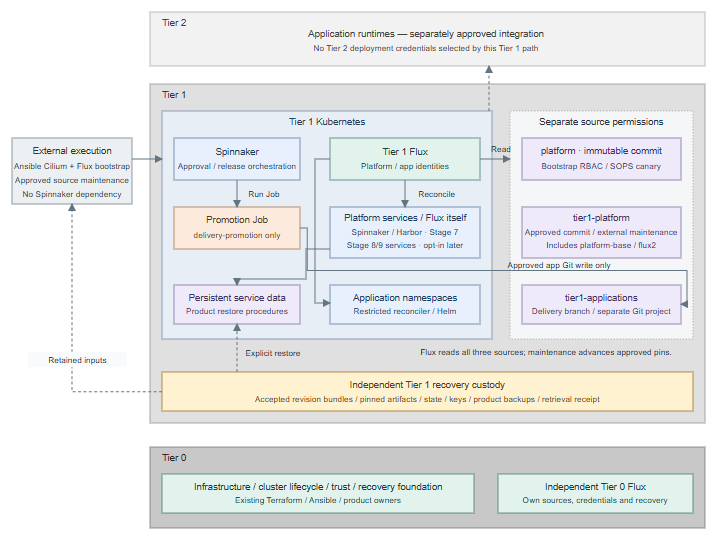 Tier 2
Application runtimes — separately approved integration
No Tier 2 deployment credentials selected by this Tier 1 path
Tier 1
Tier 1 Kubernetes
Separate source permissions
External execution
Ansible Cilium + Flux bootstrap
Approved source maintenance
No Spinnaker dependency
Spinnaker
Approval / release orchestration
Tier 1 Flux
Platform / app identities
Read
platform · immutable commit
Bootstrap RBAC / SOPS canary
Run Job
Reconcile
Promotion Job
delivery-promotion only
Platform services / Flux itself
Spinnaker / Harbor · Stage 7
Stage 8/9 services · opt-in later
tier1-platform
Approved commit / external maintenance
Includes platform-base / flux2
Approved app Git write only
Persistent service data
Product restore procedures
Application namespaces
Restricted reconciler / Helm
tier1-applications
Delivery branch / separate Git project
Retained inputs
Explicit restore
Flux reads all three sources; maintenance advances approved pins.
Independent Tier 1 recovery custody
Accepted revision bundles / pinned artifacts / state / keys / product backups / retrieval receipt
Tier 0
Infrastructure / cluster lifecycle / trust / recovery foundation
Existing Terraform / Ansible / product owners
Independent Tier 0 Flux
Own sources, credentials and recovery